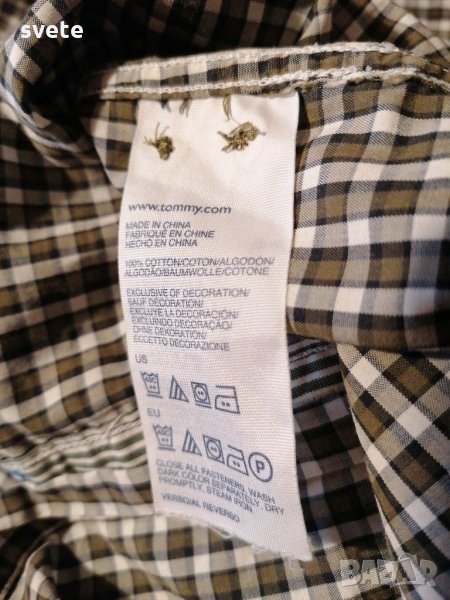 svete
www.tommy.com
MADE IN CHINA
FABRIQUÉ EN CHINE
HECHO EN CHINA
100% COTTON/COTON/ALGODÓN/
ALGODÃO/BAUMWOLLE/COTONE
EXCLUSIVE OF DECORATION/
SAUF DÉCORATION/
EXCLUYE LA DECORACIÓN/
EXCLUINDO DECORAÇÃO/
OHNE DEKORATION/
ECCETTO DECORAZIONE
US
EU
P
CLOSE ALL FASTENERS, WASH
DARK COLOR SEPARATELY, DRY
PROMPTLY, STEAM IRON
VERSO/AL REVERSO
BAZAR